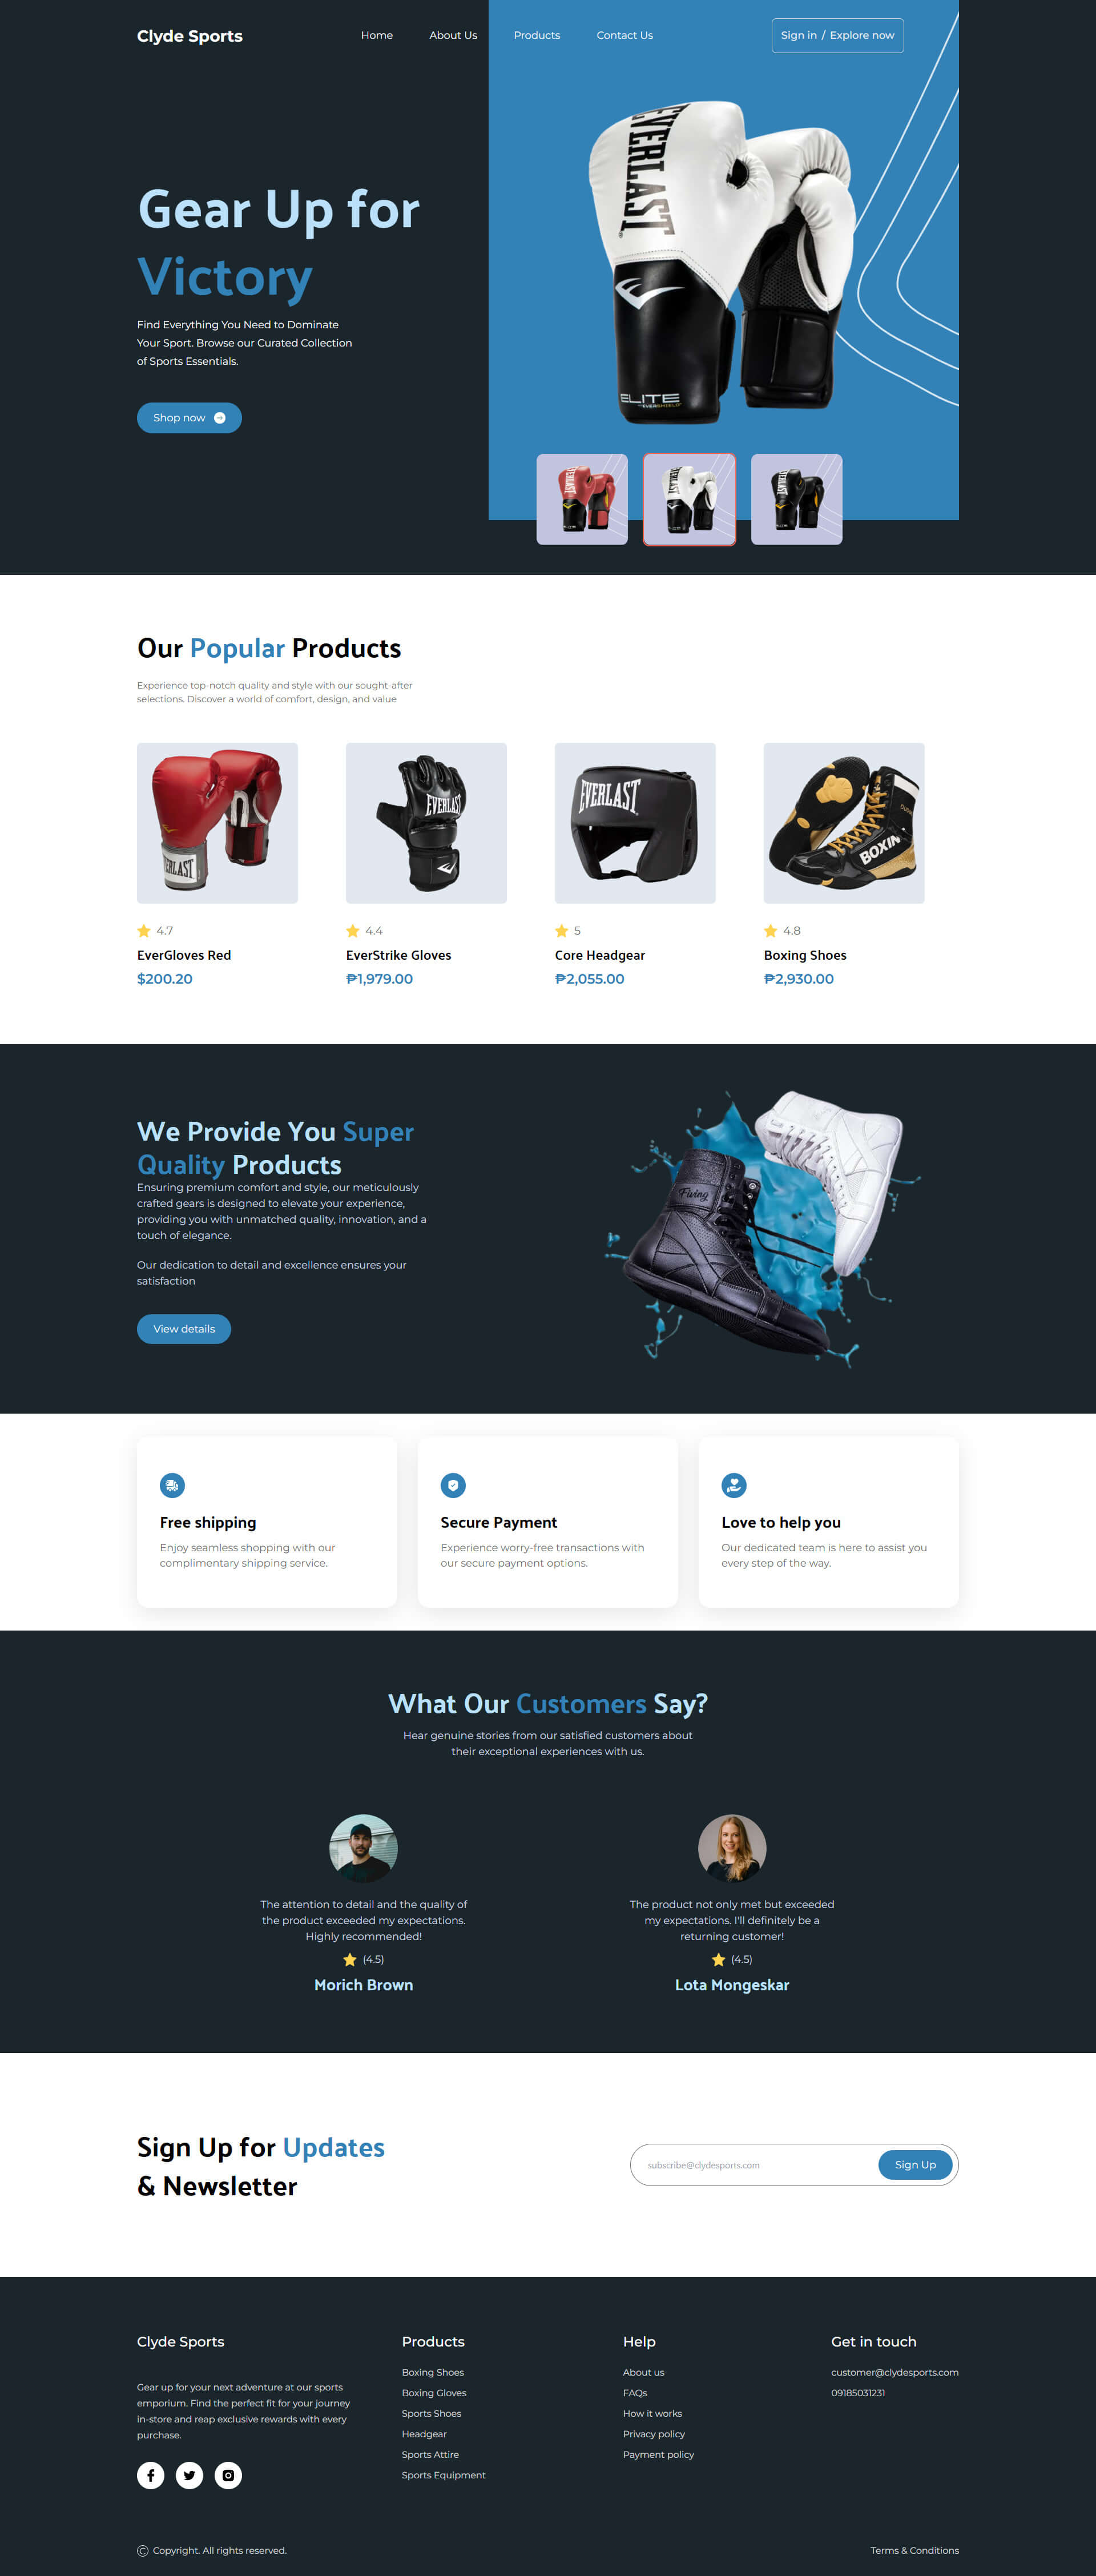 Clyde Sports
Home
About Us
Products
Contact Us
Sign in / Explore now
EVERLAST
ELITE
EVERSHIELD
Gear Up for
Victory
Find Everything You Need to Dominate
Your Sport. Browse our Curated Collection
of Sports Essentials.
Shop now
EVERLAST
ELITE
EVERLAST
ELITE
EVERLAST
ELITE
Our Popular Products
Experience top-notch quality and style with our sought-after
selections. Discover a world of comfort, design, and value
ERLAST
EVERLAST
EVERLAST
BOXIN
4.7
EverGloves Red
$200.20
4.4
EverStrike Gloves
₱1,979.00
5
Core Headgear
₱2,055.00
4.8
Boxing Shoes
₱2,930.00
We Provide You Super
Quality Products
Ensuring premium comfort and style, our meticulously
crafted gears is designed to elevate your experience,
providing you with unmatched quality, innovation, and a
touch of elegance.
Our dedication to detail and excellence ensures your
satisfaction
View details
Fiving
Free shipping
Enjoy seamless shopping with our
complimentary shipping service.
Secure Payment
Experience worry-free transactions with
our secure payment options.
Love to help you
Our dedicated team is here to assist you
every step of the way.
What Our Customers Say?
Hear genuine stories from our satisfied customers about
their exceptional experiences with us.
The attention to detail and the quality of
the product exceeded my expectations.
Highly recommended!
(4.5)
Morich Brown
The product not only met but exceeded
my expectations. I'll definitely be a
returning customer!
(4.5)
Lota Mongeskar
Sign Up for Updates
& Newsletter
subscribe@clydesports.com
Sign Up
Clyde Sports
Gear up for your next adventure at our sports
emporium. Find the perfect fit for your journey
in-store and reap exclusive rewards with every
purchase.
Products
Boxing Shoes
Boxing Gloves
Sports Shoes
Headgear
Sports Attire
Sports Equipment
Help
About us
FAQs
How it works
Privacy policy
Payment policy
Get in touch
customer@clydesports.com
09185031231
© Copyright. All rights reserved.
Terms & Conditions